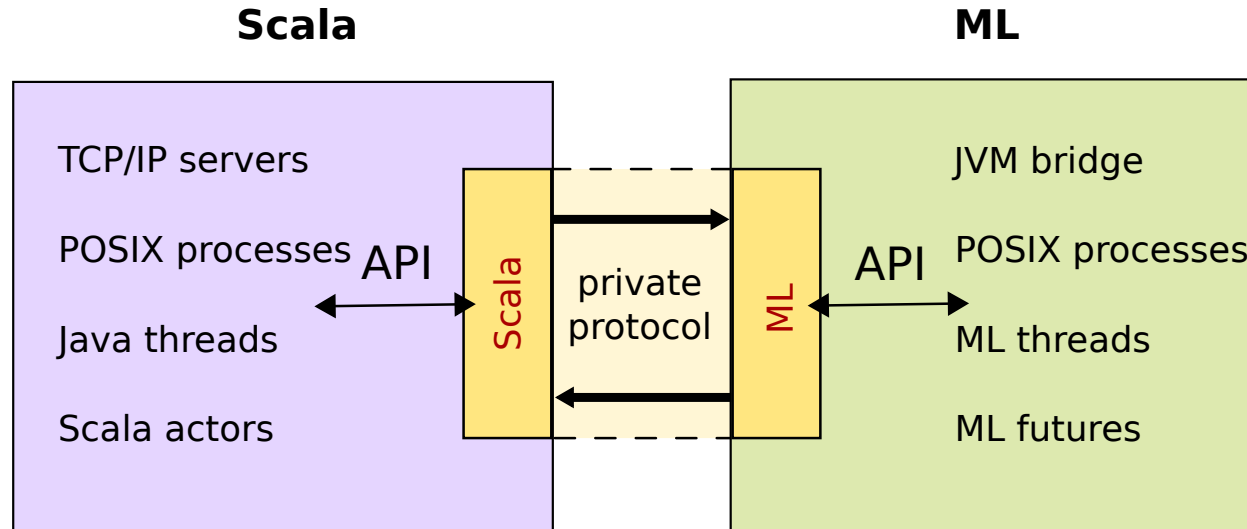 Scala
ML
TCP/IP servers
POSIX processes
API
Java threads
Scala actors
Scala
private
protocol
ML
API
JVM bridge
POSIX processes
ML threads
ML futures